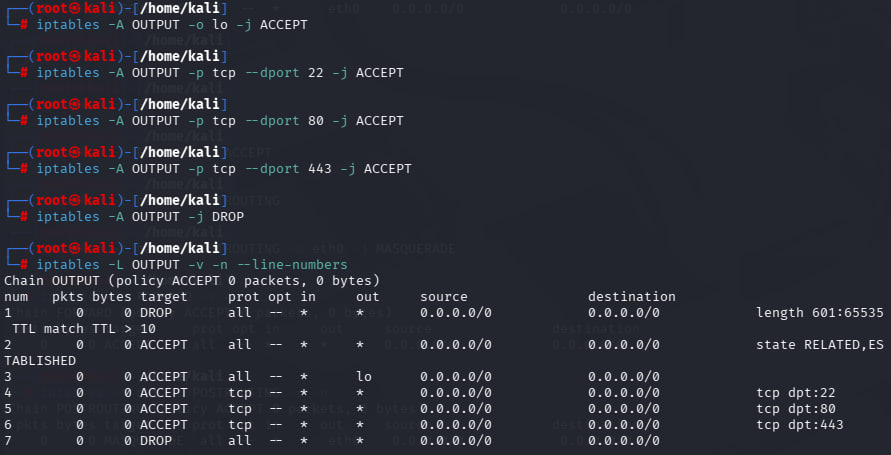 ┌──(root㉿kali)-[/home/kali]
└─# iptables -A OUTPUT -o lo -j ACCEPT
┌──(root㉿kali)-[/home/kali]
└─# iptables -A OUTPUT -p tcp --dport 22 -j ACCEPT
┌──(root㉿kali)-[/home/kali]
└─# iptables -A OUTPUT -p tcp --dport 80 -j ACCEPT
┌──(root㉿kali)-[/home/kali]
└─# iptables -A OUTPUT -p tcp --dport 443 -j ACCEPT
┌──(root㉿kali)-[/home/kali]
└─# iptables -A OUTPUT -j DROP
┌──(root㉿kali)-[/home/kali]
└─# iptables -L OUTPUT -v -n --line-numbers
Chain OUTPUT (policy ACCEPT 0 packets, 0 bytes)
num   pkts bytes target     prot opt in     out     source               destination
1        0     0 DROP       all  --  *      *       0.0.0.0/0            0.0.0.0/0            length 601:65535
 TTL match TTL > 10
2        0     0 ACCEPT     all  --  *      *       0.0.0.0/0            0.0.0.0/0            state RELATED,ES
TABLISHED
3        0     0 ACCEPT     all  --  *      lo      0.0.0.0/0            0.0.0.0/0
4        0     0 ACCEPT     tcp  --  *      *       0.0.0.0/0            0.0.0.0/0            tcp dpt:22
5        0     0 ACCEPT     tcp  --  *      *       0.0.0.0/0            0.0.0.0/0            tcp dpt:80
6        0     0 ACCEPT     tcp  --  *      *       0.0.0.0/0            0.0.0.0/0            tcp dpt:443
7        0     0 DROP       all  --  *      *       0.0.0.0/0            0.0.0.0/0